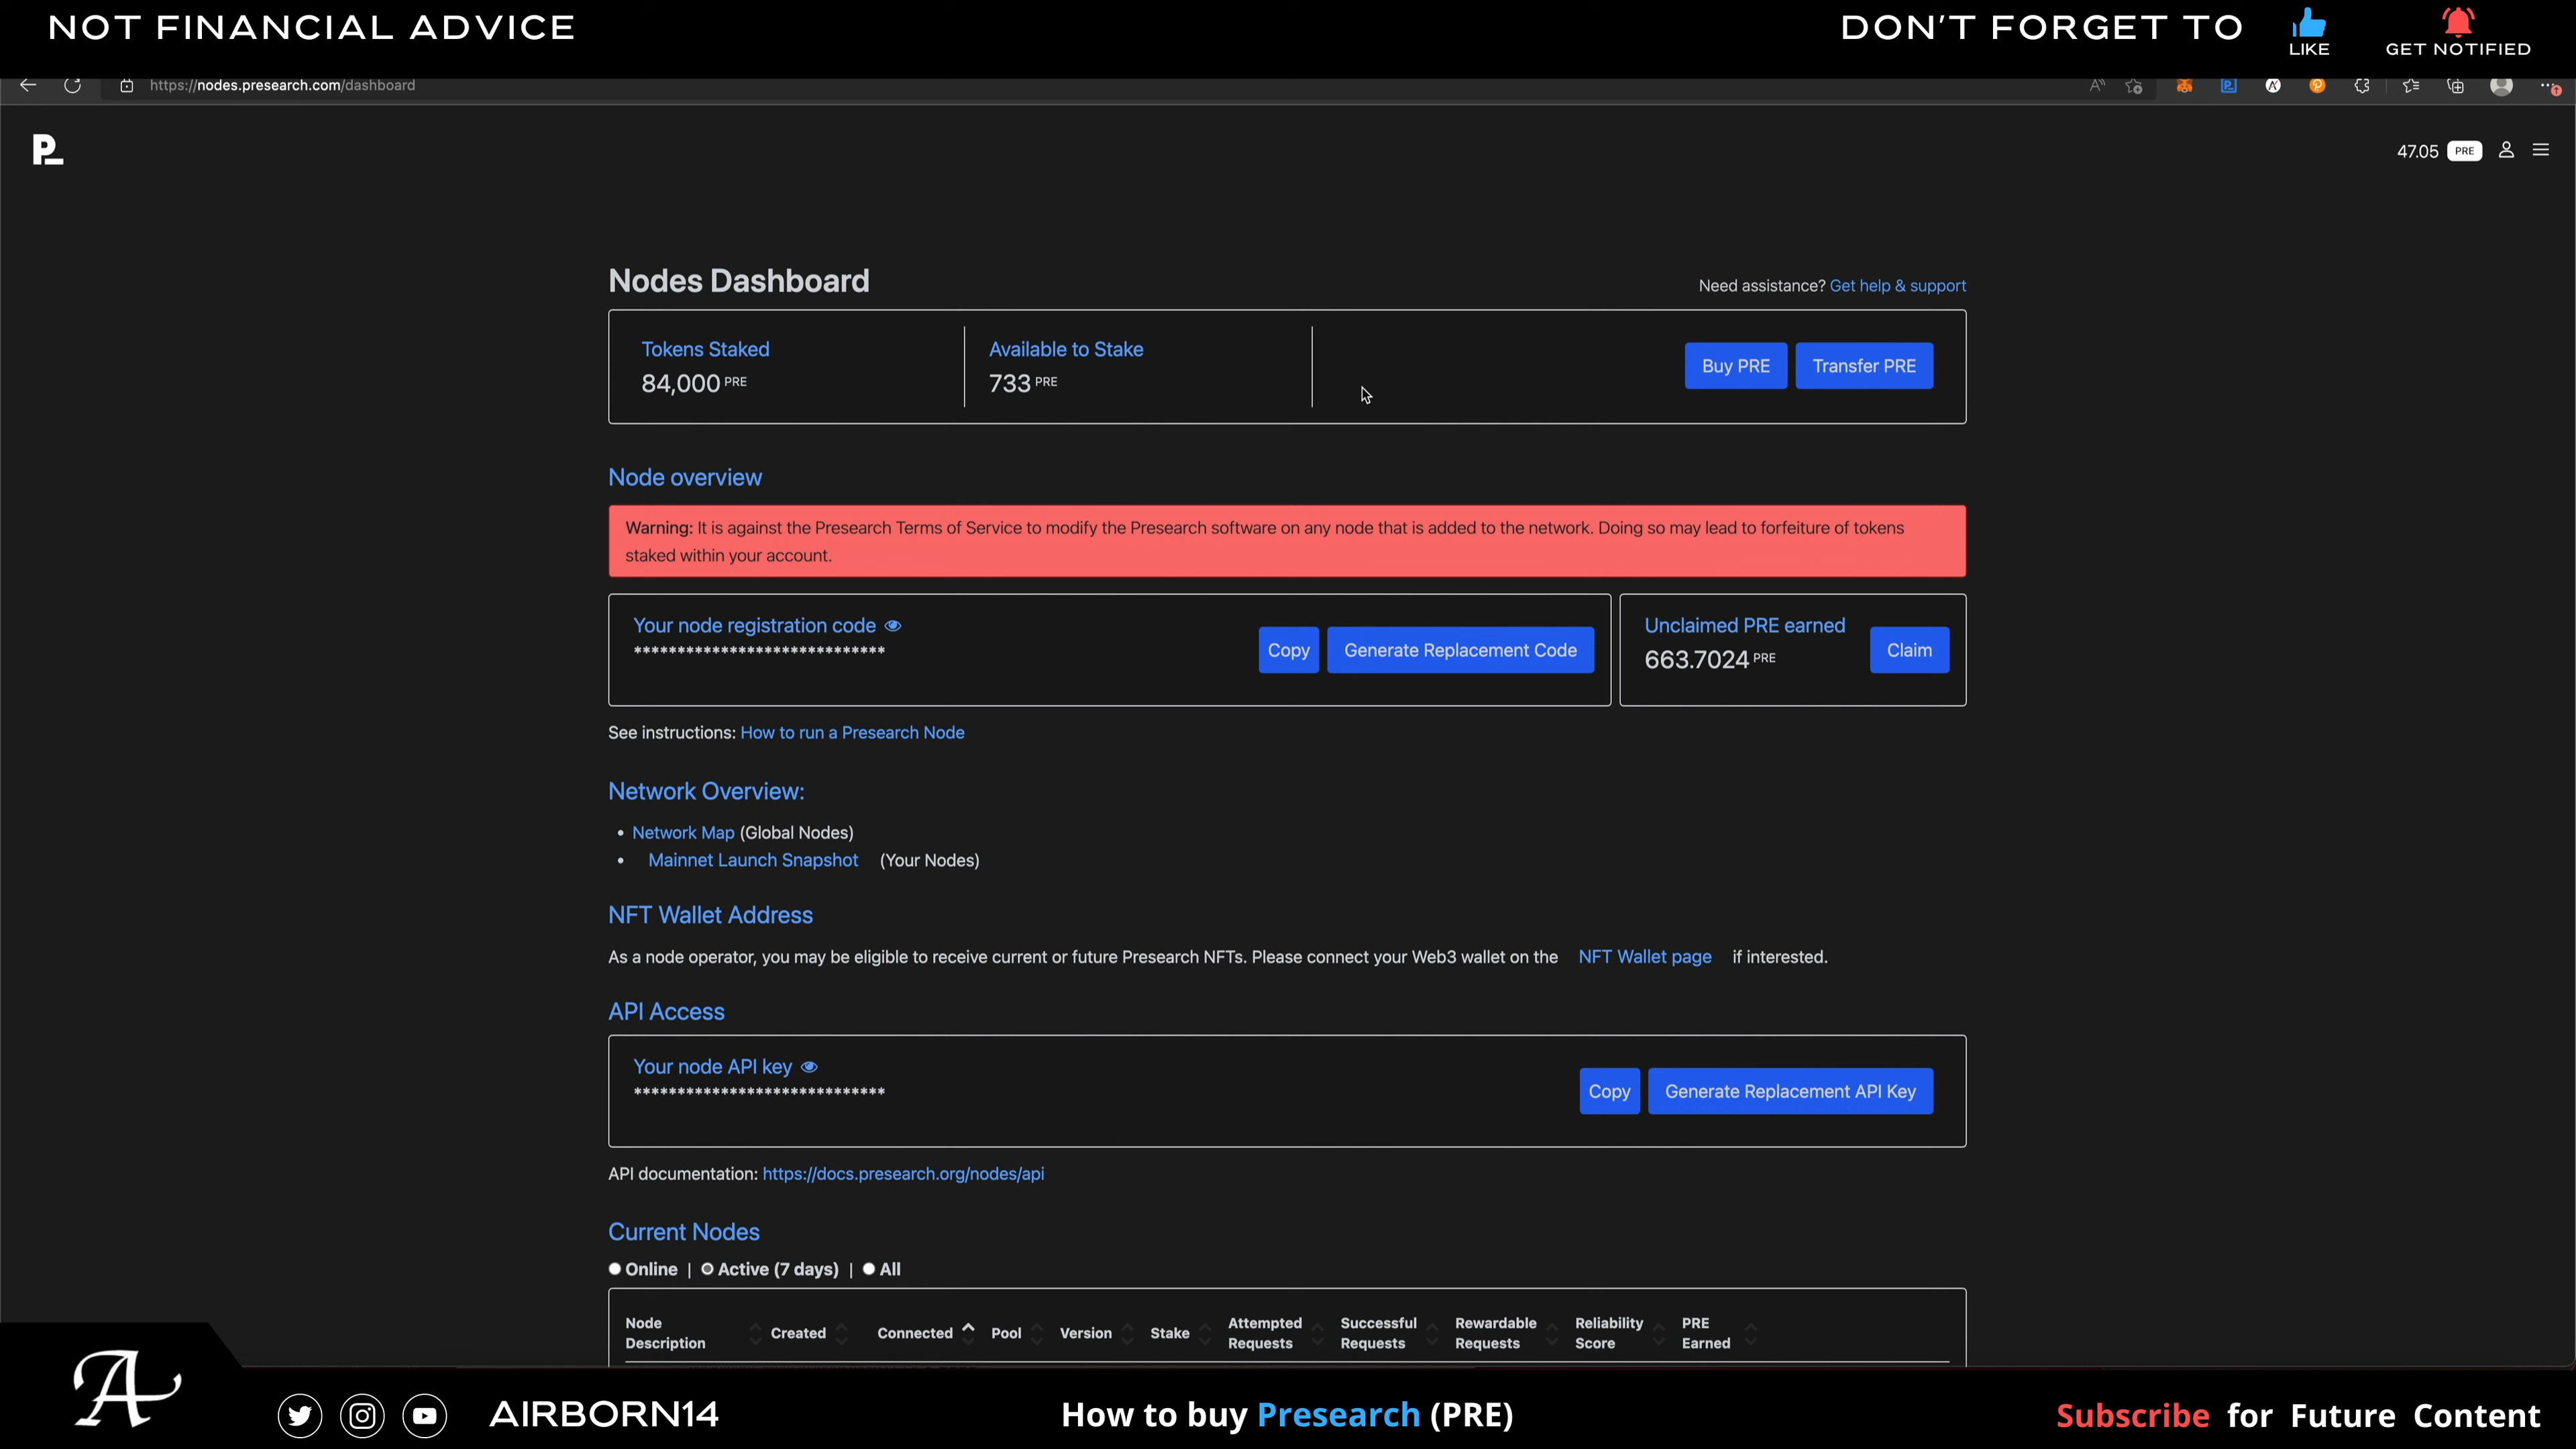 NOT FINANCIAL ADVICE
DON'T FORGET TO
LIKE
GET NOTIFIED
https://nodes.presearch.com/dashboard
P_
47.05 PRE
Nodes Dashboard
Need assistance? Get help & support
Tokens Staked
84,000 PRE
Available to Stake
733 PRE
Buy PRE
Transfer PRE
Node overview
Warning: It is against the Presearch Terms of Service to modify the Presearch software on any node that is added to the network. Doing so may lead to forfeiture of tokens
staked within your account.
Your node registration code
*****************************
Copy
Generate Replacement Code
Unclaimed PRE earned
663.7024 PRE
Claim
See instructions: How to run a Presearch Node
Network Overview:
• Network Map (Global Nodes)
• Mainnet Launch Snapshot (Your Nodes)
NFT Wallet Address
As a node operator, you may be eligible to receive current or future Presearch NFTs. Please connect your Web3 wallet on the NFT Wallet page if interested.
API Access
Your node API key
*****************************
Copy
Generate Replacement API Key
API documentation: https://docs.presearch.org/nodes/api
Current Nodes
Online | Active (7 days) | All
Node Description
Created
Connected
Pool
Version
Stake
Attempted Requests
Successful Requests
Rewardable Requests
Reliability Score
PRE Earned
A
AIRBORN14
How to buy Presearch (PRE)
Subscribe for Future Content